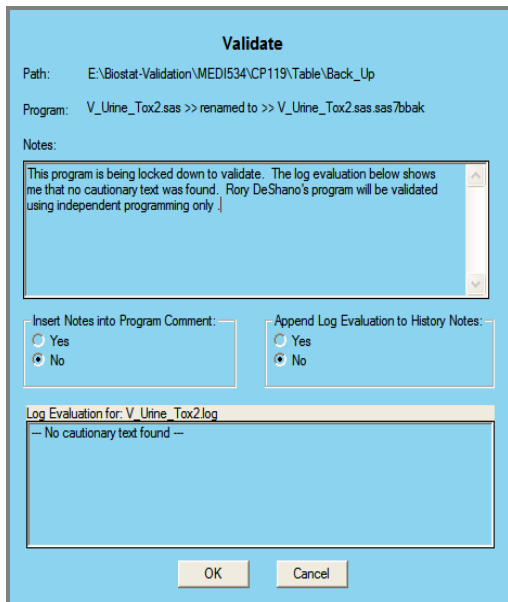 Validate
Path: E:\Biostat-Validation\MEDI534\CP119\Table\Back_Up
Program: V_Urine_Tox2.sas >> renamed to >> V_Urine_Tox2.sas.sas7bbak
Notes:
This program is being locked down to validate. The log evaluation below shows
me that no cautionary text was found. Rory DeShano's program will be validated
using independent programming only .
Insert Notes into Program Comment: Append Log Evaluation to History Notes:
Yes Yes
No No
Log Evaluation for: V_Urine_Tox2.log
--- No cautionary text found ---
OK Cancel